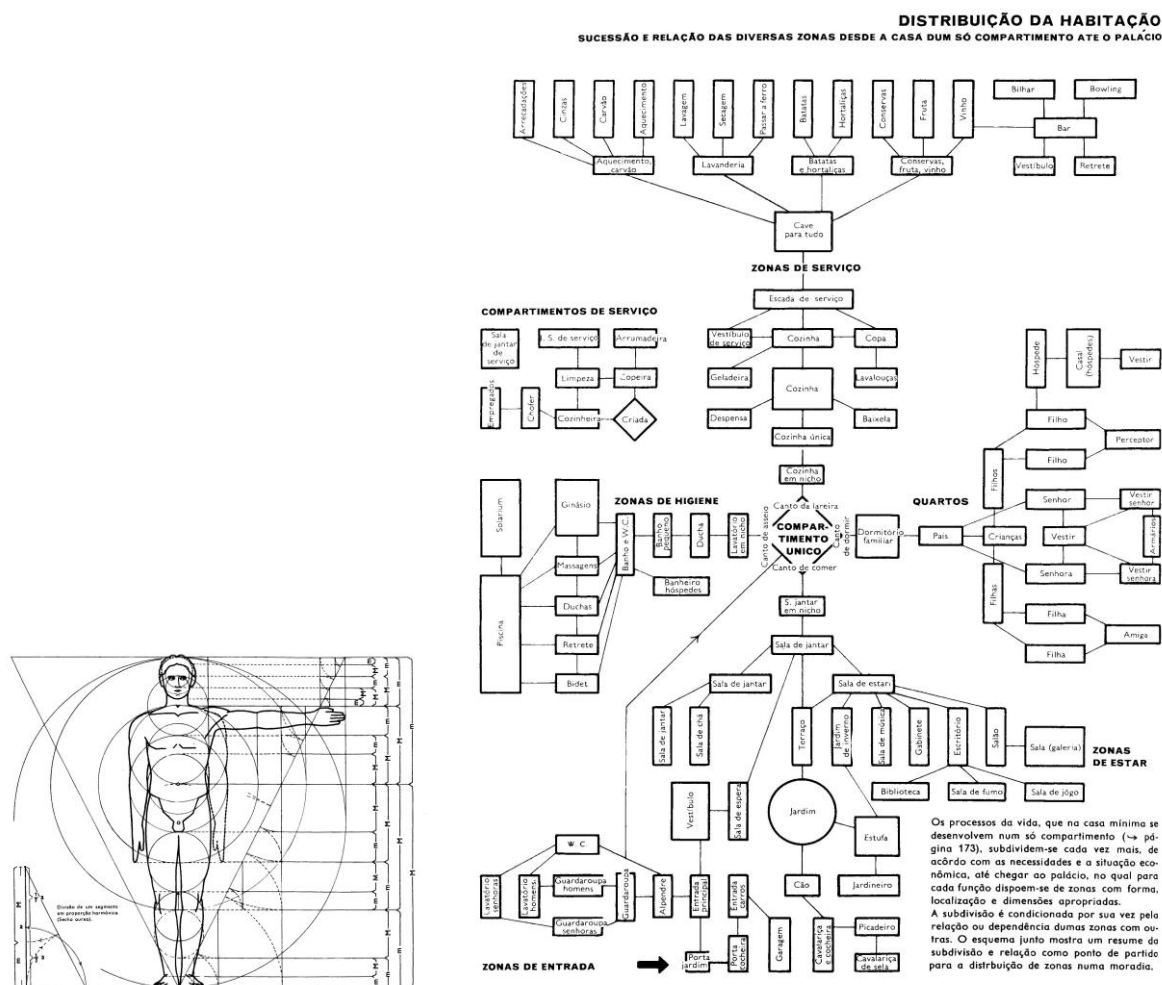 DISTRIBUIÇÃO DA HABITAÇÃO
SUCESSÃO E RELAÇÃO DAS DIVERSAS ZONAS DESDE A CASA DUM SÓ COMPARTIMENTO ATE O PALÁCIO
Arrecadações
Cinzas
Carvão
Aquecimento
Lavagem
Secagem
Passar a ferro
Batatas
Hortaliças
Conservas
Fruta
Vinho
Bilhar
Bowling
Bar
Vestíbulo
Retrete
Aquecimento,
carvão
Lavanderia
Batatas
e hortaliças
Conservas,
fruta, vinho
Cave
para tudo
ZONAS DE SERVIÇO
Escada de serviço
Vestíbulo
de serviço
Cozinha
Copa
Geladeira
Cozinha
Lavalouças
Despensa
Baixela
Cozinha única
Cozinha
em nicho
COMPARTIMENTOS DE SERVIÇO
Sala
de jantar
de
serviço
I. S. de serviço
Arrumadeira
Limpeza
Copeira
Empregados
Chofer
Cozinheira
Criada
Hóspede
Casal
(hóspedes)
Vestir
Filho
Perceptor
Filho
Filhos
QUARTOS
Senhor
Vestir
senhor
Pais
Crianças
Vestir
Armários
Senhora
Vestir
senhora
Filhas
Filha
Amiga
Filha
ZONAS DE HIGIENE
Solarium
Ginásio
Banho e W.C.
Banho
pequeno
Ducha
Lavatório
em nicho
Massagens
Banheiro
hóspedes
Piscina
Duchas
Retrete
Bidet
Canto da lareira
Canto de asseio
COMPAR-
TIMENTO
UNICO
Canto
de dormir
Canto de comer
Dormitório
familiar
S. jantar
em nicho
Sala de jantar
Sala de jantar
Sala de estar
Sala de jantar
Sala de chá
Terraço
Jardim
de inverno
Sala de música
Gabinete
Escritório
Salão
Sala (galeria)
ZONAS
DE ESTAR
Biblioteca
Sala de fumo
Sala de jôgo
Vestíbulo
Sala de espera
Jardim
Estufa
Cão
Jardineiro
W. C.
Lavatório
senhoras
Lavatório
homens.
Guardaroupa
homens
Guardaroupa
senhoras
Guardaroupa
Alpendre
Entrada
principal
Entrada
carros
Garagem
Cavalariça
e cocheira
Picadeiro
Cavalariça
de sela
Porta
jardim
Porta
cocheira
ZONAS DE ENTRADA
Os processos da vida, que na casa mínima se
desenvolvem num só compartimento (↪ pá-
gina 173), subdividem-se cada vez mais, de
acôrdo com as necessidades e a situação eco-
nômica, até chegar ao palácio, no qual para
cada função dispoem-se de zonas com forma,
localização e dimensões apropriadas.
A subdivisão é condicionada por sua vez pela
relação ou dependência dumas zonas com ou-
tras. O esquema junto mostra um resume da
subdivisão e relação como ponto de partida
para a distrbuição de zonas numa moradia.
Divisão de um segmento
em proporção harmônica